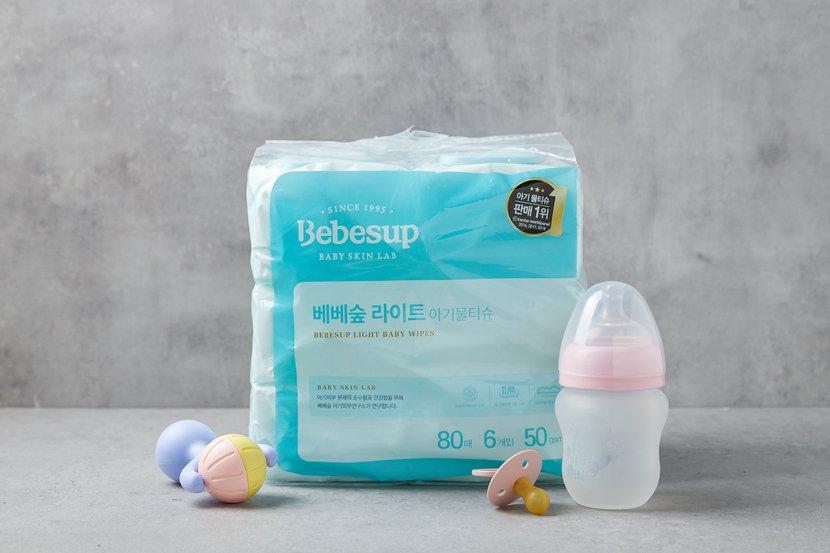 SINCE 1995
Bebesup
BABY SKIN LAB
아기 물티슈
판매 1위
베베숲 라이트 아기물티슈
BEBESUP LIGHT BABY WIPES
BABY SKIN LAB
아기피부 본래의 순수함과 건강함을 위해
베베숲 아기피부연구소가 연구합니다.
80매 6개입 50gsm